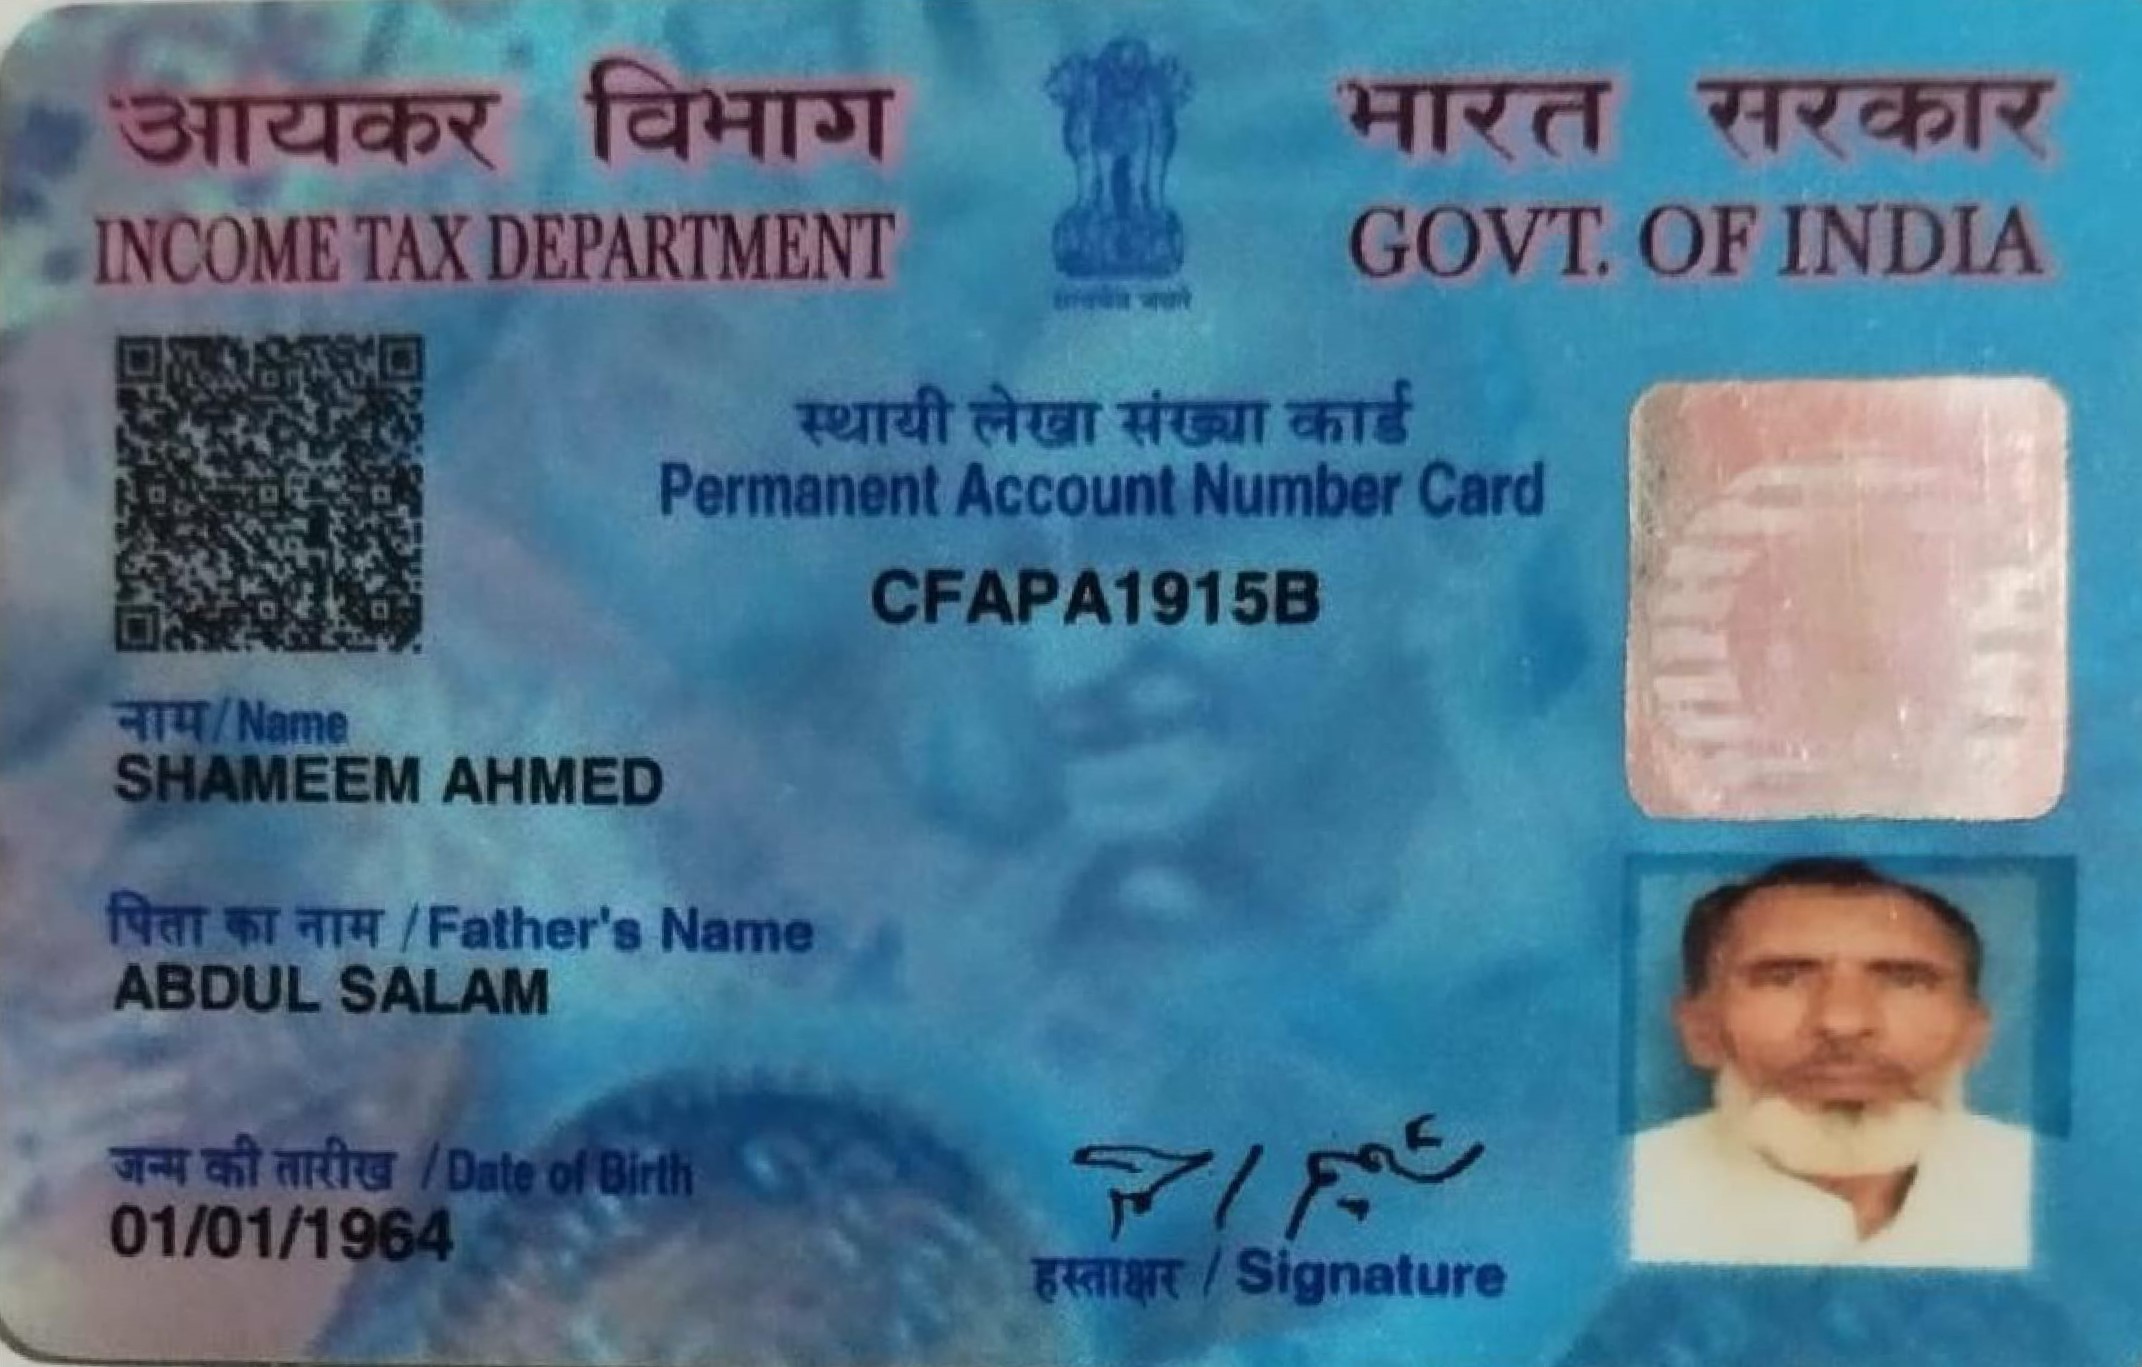 आयकर विभाग
INCOME TAX DEPARTMENT
भारत सरकार
GOVT. OF INDIA
सत्यमेव जयते
स्थायी लेखा संख्या कार्ड
Permanent Account Number Card
CFAPA1915B
नाम/Name
SHAMEEM AHMED
पिता का नाम /Father's Name
ABDUL SALAM
जन्म की तारीख /Date of Birth
01/01/1964
हस्ताक्षर / Signature